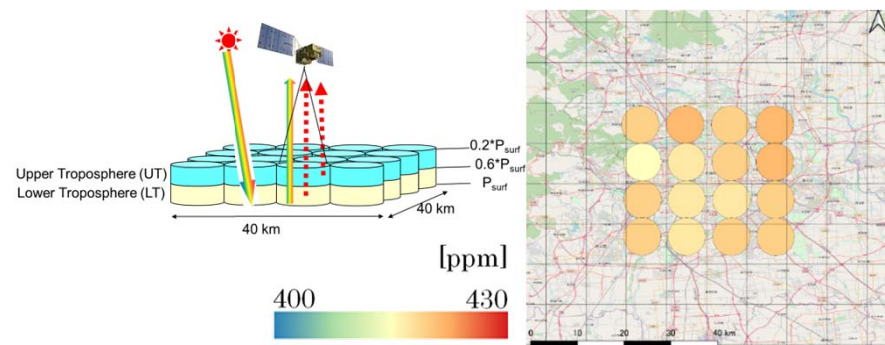 Upper Troposphere (UT)
Lower Troposphere (LT)
0.2*Psurf
0.6*Psurf
Psurf
40 km
40 km
[ppm]
400
430
0 10 20 30 40 km